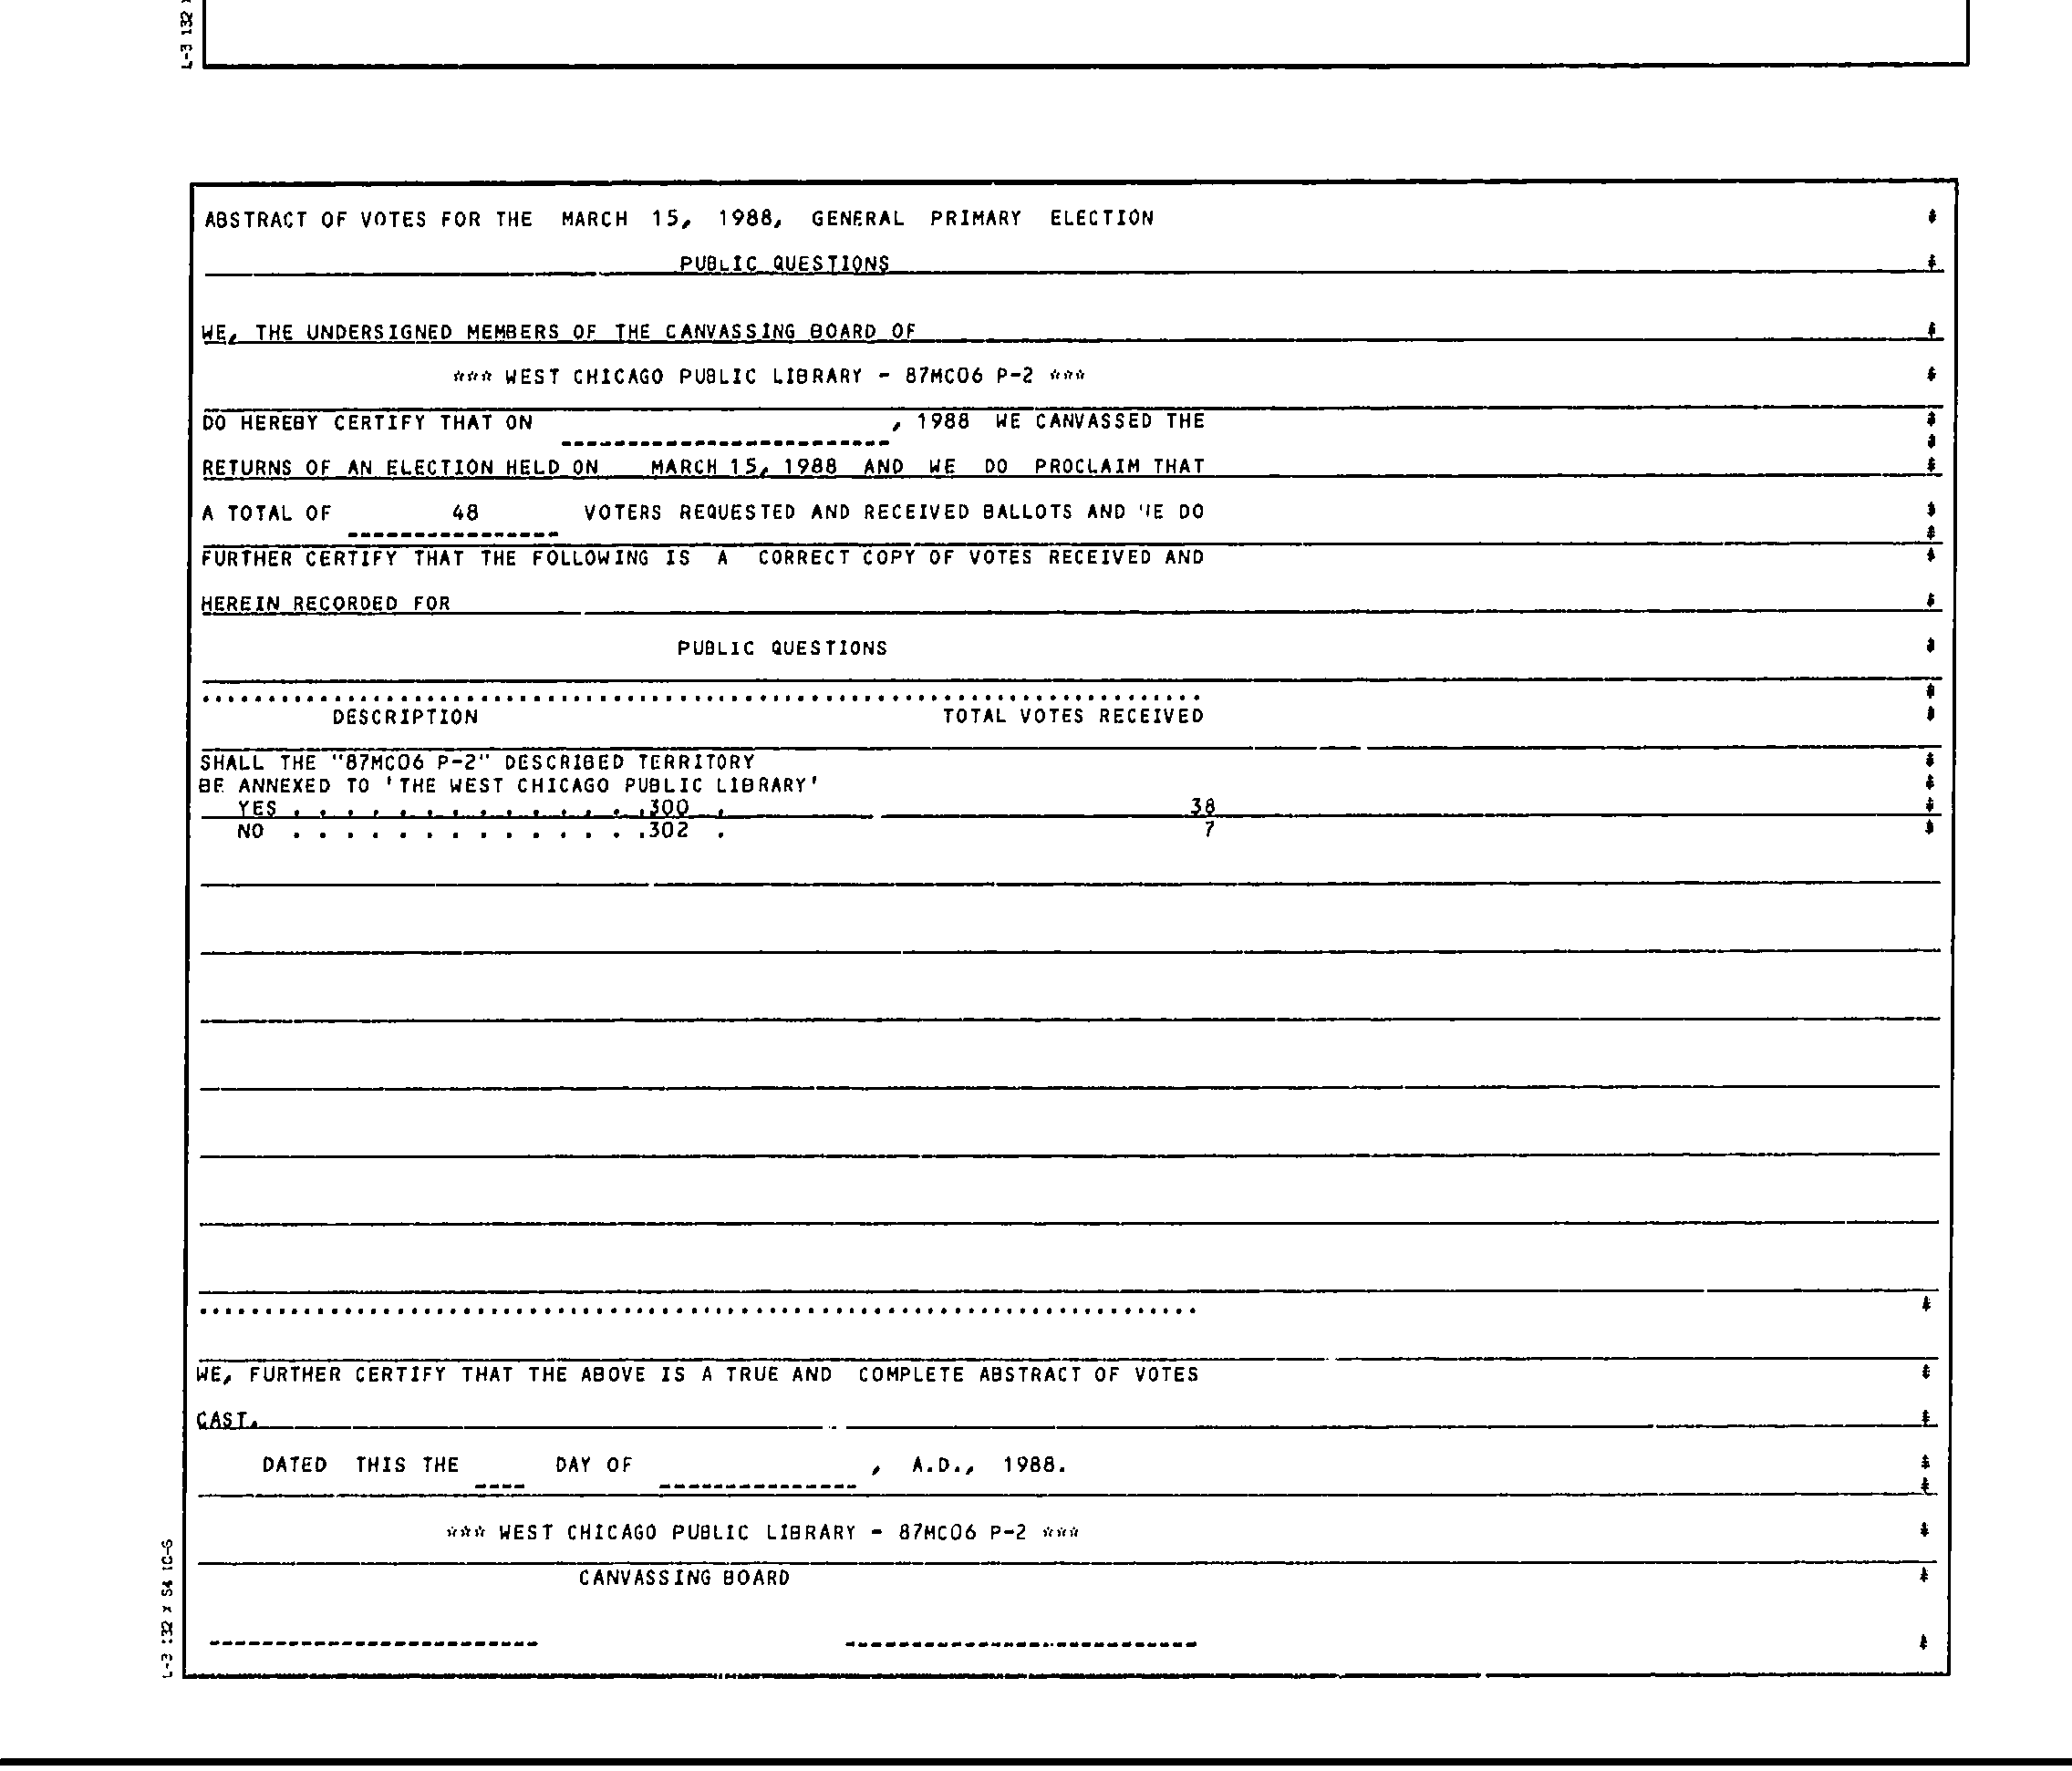 L-3 132
ABSTRACT OF VOTES FOR THE MARCH 15, 1988, GENERAL PRIMARY ELECTION
PUBLIC QUESTIONS
WE, THE UNDERSIGNED MEMBERS OF THE CANVASSING BOARD OF
*** WEST CHICAGO PUBLIC LIBRARY - 87MC06 P-2 ***
DO HEREBY CERTIFY THAT ON , 1988 WE CANVASSED THE
RETURNS OF AN ELECTION HELD ON MARCH 15, 1988 AND WE DO PROCLAIM THAT
A TOTAL OF 48 VOTERS REQUESTED AND RECEIVED BALLOTS AND WE DO
FURTHER CERTIFY THAT THE FOLLOWING IS A CORRECT COPY OF VOTES RECEIVED AND
HEREIN RECORDED FOR
PUBLIC QUESTIONS
DESCRIPTION TOTAL VOTES RECEIVED
SHALL THE "87MC06 P-2" DESCRIBED TERRITORY
BE ANNEXED TO 'THE WEST CHICAGO PUBLIC LIBRARY'
YES . . . . . . . . . . . . . .300 . 38
NO . . . . . . . . . . . . . .302 . 7
WE, FURTHER CERTIFY THAT THE ABOVE IS A TRUE AND COMPLETE ABSTRACT OF VOTES
CAST.
DATED THIS THE ---- DAY OF --------------- , A.D., 1988.
*** WEST CHICAGO PUBLIC LIBRARY - 87MC06 P-2 ***
CANVASSING BOARD
L-3 132 X